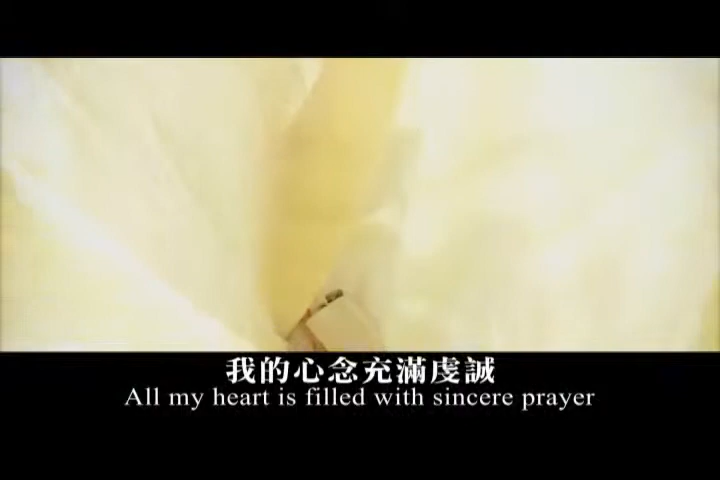 我的心念充滿虔誠
All my heart is filled with sincere prayer